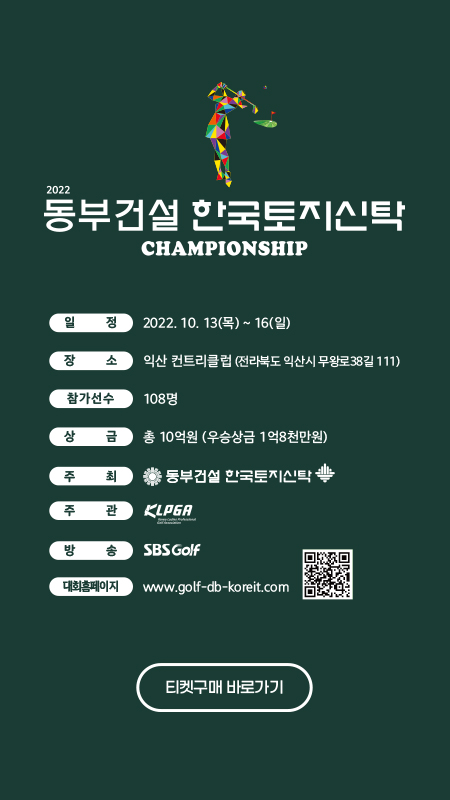 2022
동부건설 한국토지신탁
CHAMPIONSHIP
일 정 2022. 10. 13(목) ~ 16(일)
장 소 익산 컨트리클럽 (전라북도 익산시 무왕로38길 111)
참가선수 108명
상 금 총 10억원 (우승상금 1억8천만원)
주 최 동부건설 한국토지신탁
주 관 KLPGA
Korea Ladies Professional
Golf Association
방 송 SBS Golf
대회홈페이지 www.golf-db-koreit.com
티켓구매 바로가기